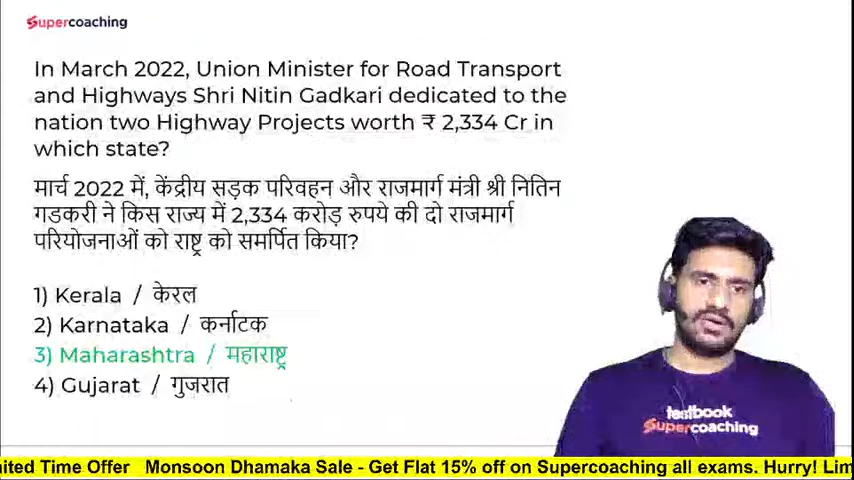 Supercoaching
In March 2022, Union Minister for Road Transport
and Highways Shri Nitin Gadkari dedicated to the
nation two Highway Projects worth ₹ 2,334 Cr in
which state?
मार्च 2022 में, केंद्रीय सड़क परिवहन और राजमार्ग मंत्री श्री नितिन
गडकरी ने किस राज्य में 2,334 करोड़ रुपये की दो राजमार्ग
परियोजनाओं को राष्ट्र को समर्पित किया?
1) Kerala / केरल
2) Karnataka / कर्नाटक
3) Maharashtra / महाराष्ट्र
4) Gujarat / गुजरात
testbook
Supercoaching
ited Time Offer Monsoon Dhamaka Sale - Get Flat 15% off on Supercoaching all exams. Hurry! Lim